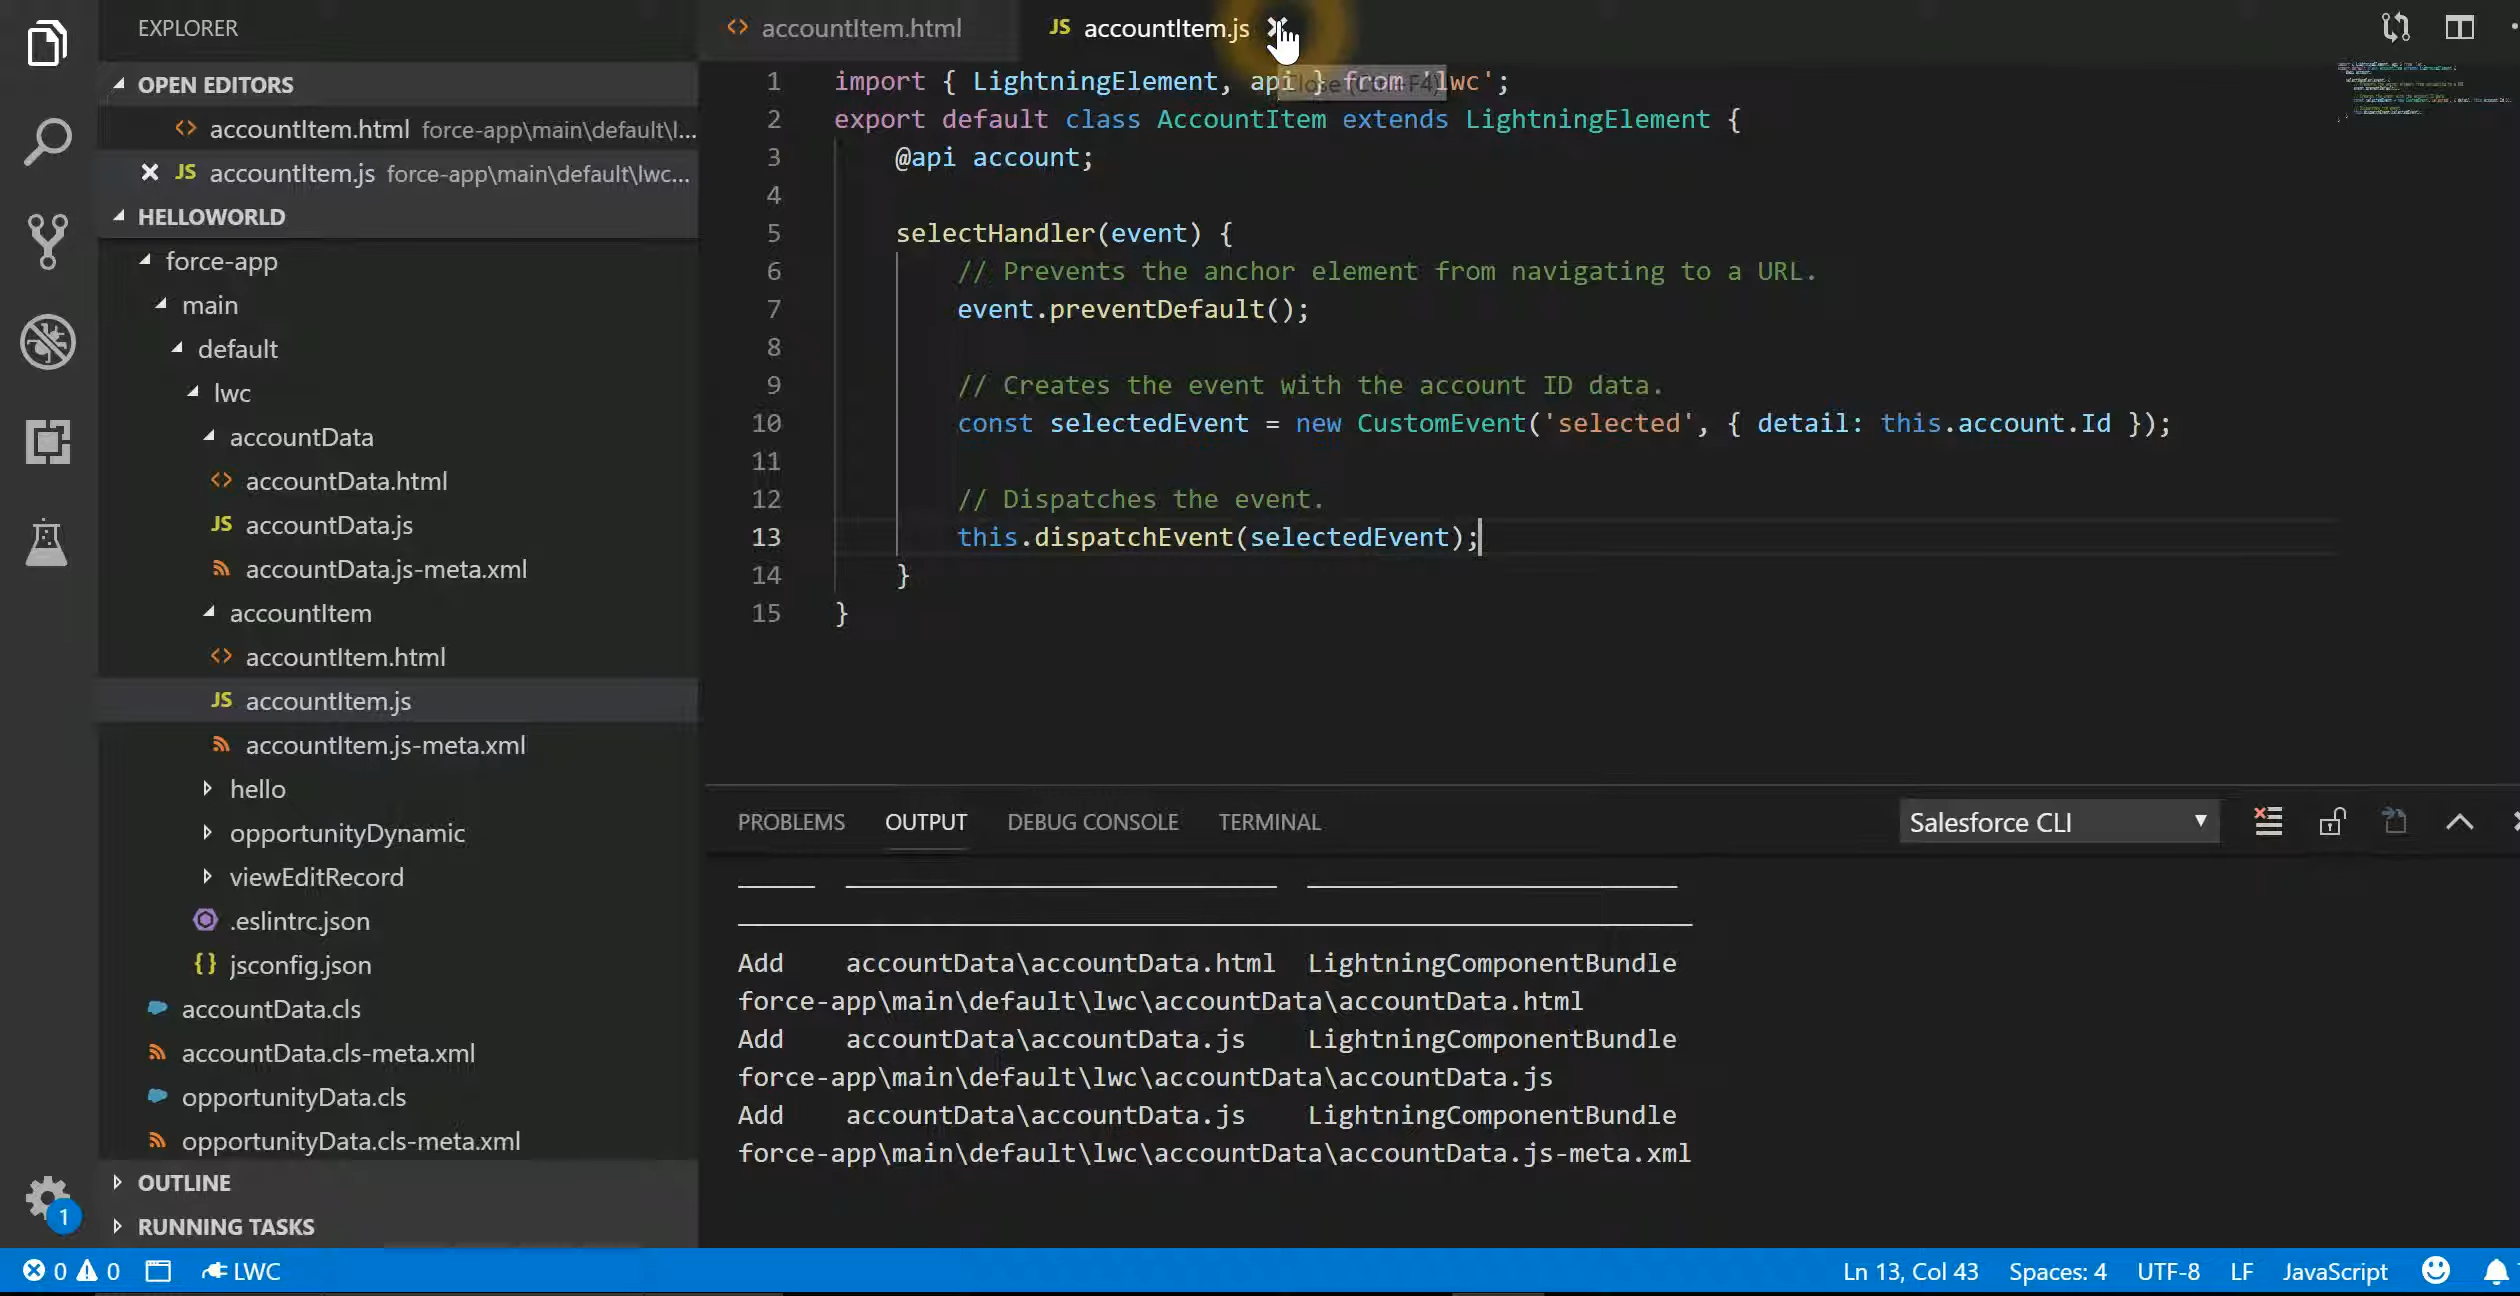 EXPLORER
OPEN EDITORS
accountItem.html force-app\main\default\l...
JS accountItem.js force-app\main\default\lwc...
HELLOWORLD
force-app
main
default
lwc
accountData
accountData.html
JS accountData.js
accountData.js-meta.xml
accountItem
accountItem.html
JS accountItem.js
accountItem.js-meta.xml
hello
opportunityDynamic
viewEditRecord
.eslintrc.json
{} jsconfig.json
accountData.cls
accountData.cls-meta.xml
opportunityData.cls
opportunityData.cls-meta.xml
OUTLINE
RUNNING TASKS
1
accountItem.html
JS accountItem.js
Close (Ctrl+F4)
1 import { LightningElement, api } from 'lwc';
2 export default class AccountItem extends LightningElement {
3 @api account;
4
5 selectHandler(event) {
6 // Prevents the anchor element from navigating to a URL.
7 event.preventDefault();
8
9 // Creates the event with the account ID data.
10 const selectedEvent = new CustomEvent('selected', { detail: this.account.Id });
11
12 // Dispatches the event.
13 this.dispatchEvent(selectedEvent);
14 }
15 }
PROBLEMS OUTPUT DEBUG CONSOLE TERMINAL
Salesforce CLI
Add accountData\accountData.html LightningComponentBundle
force-app\main\default\lwc\accountData\accountData.html
Add accountData\accountData.js LightningComponentBundle
force-app\main\default\lwc\accountData\accountData.js
Add accountData\accountData.js LightningComponentBundle
force-app\main\default\lwc\accountData\accountData.js-meta.xml
0 0 LWC
Ln 13, Col 43 Spaces: 4 UTF-8 LF JavaScript